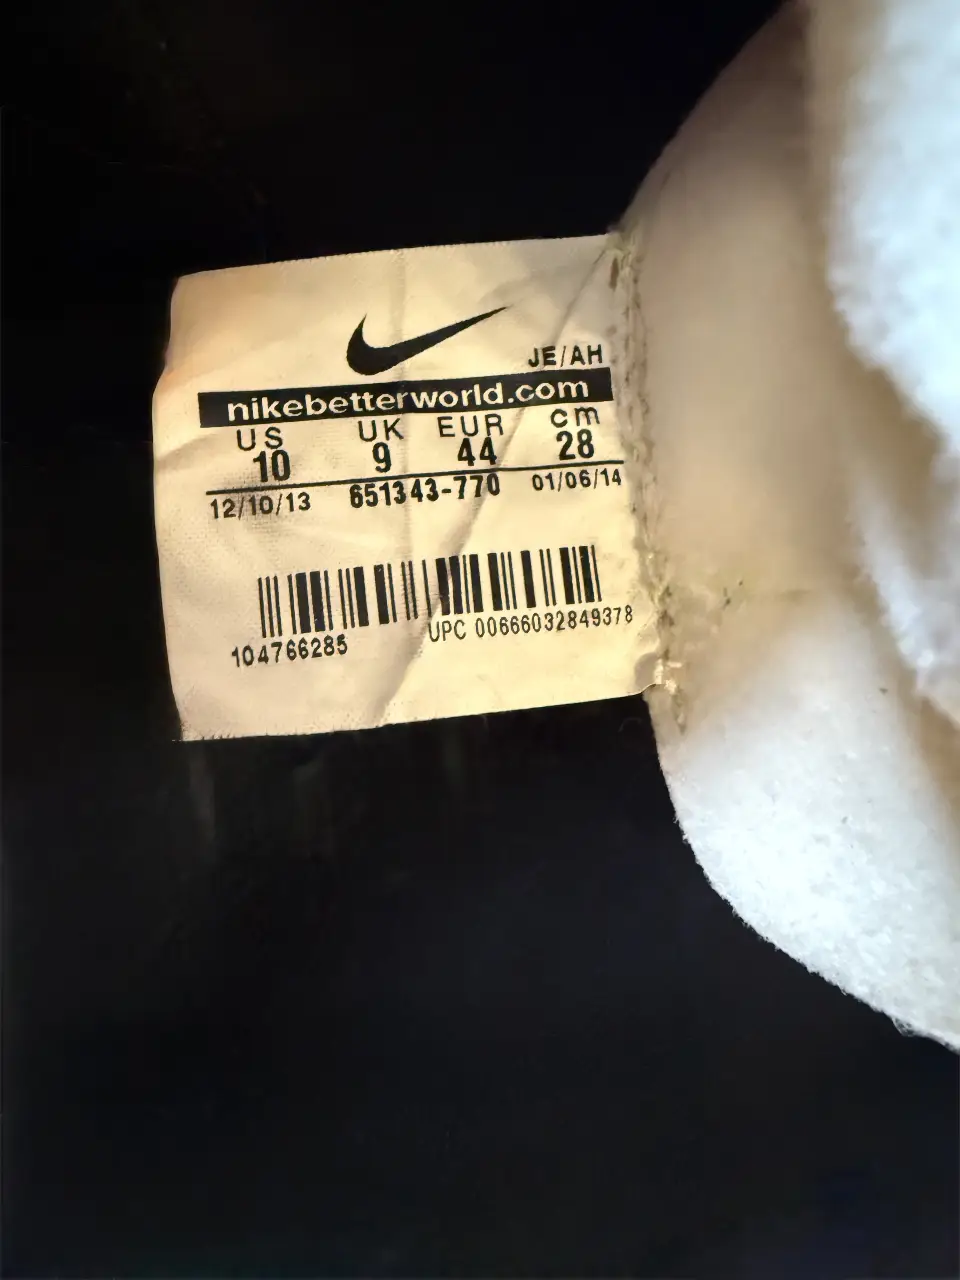 JE/AH
nikebetterworld.com
US UK EUR cm
10 9 44 28
12/10/13 651343-770 01/06/14
104766285 UPC 00666032849378